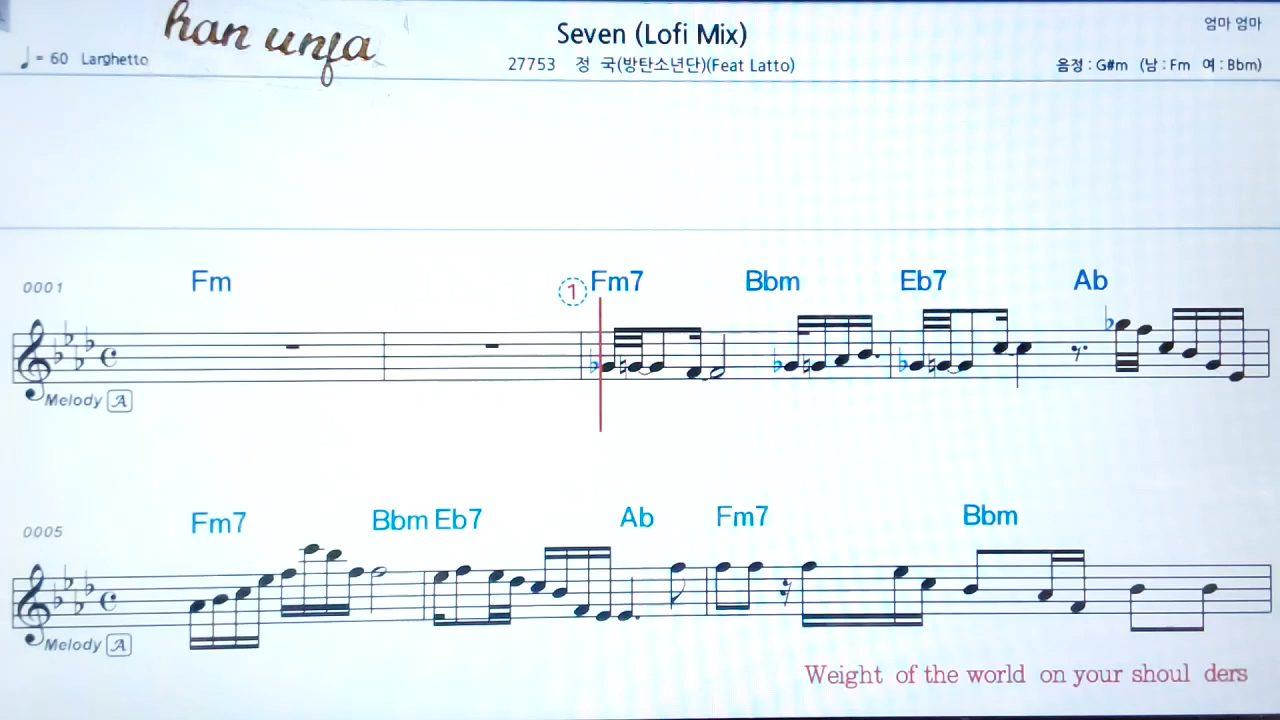 han unfa
Seven (Lofi Mix)
엄마 엄마
♩ = 60 Larghetto
27753 정 국(방탄소년단)(Feat Latto)
음정 : G#m (남 : Fm 여 : Bbm)
0001 Fm 1 Fm7 Bbm Eb7 Ab
Melody A
0005 Fm7 Bbm Eb7 Ab Fm7 Bbm
Melody A
Weight of the world on your shoul ders